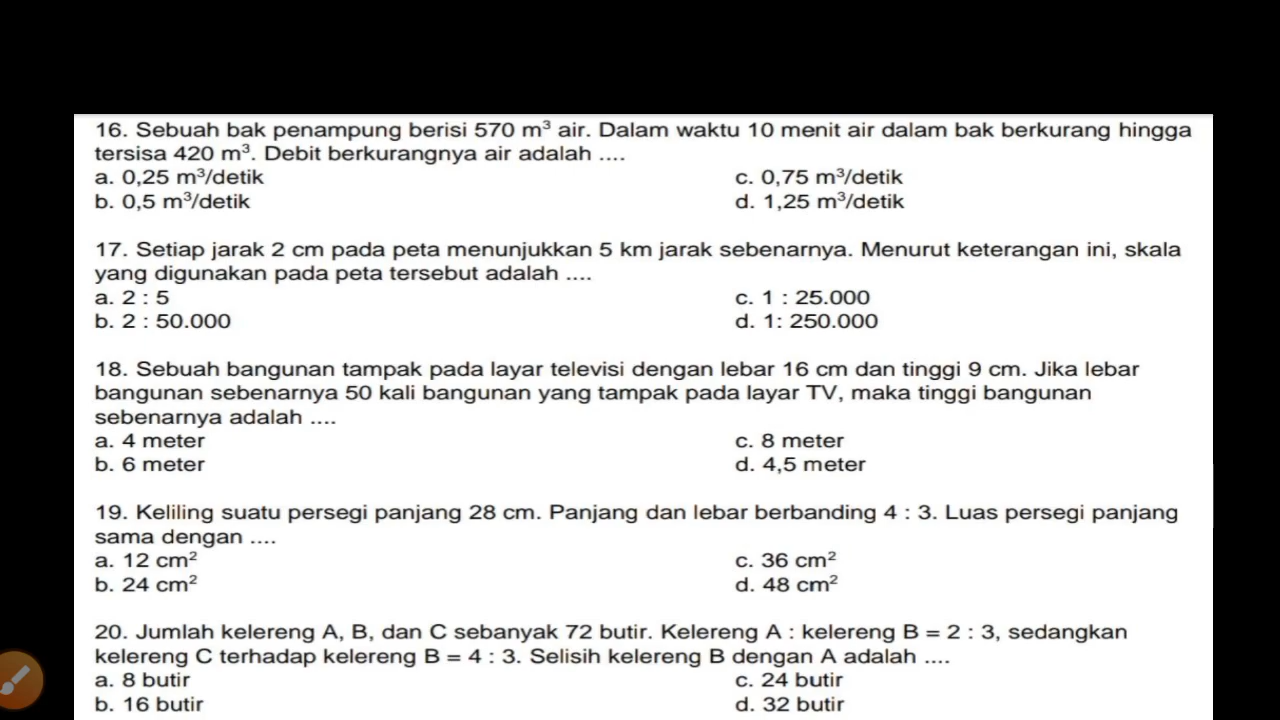 16. Sebuah bak penampung berisi 570 m³ air. Dalam waktu 10 menit air dalam bak berkurang hingga
tersisa 420 m³. Debit berkurangnya air adalah ....
a. 0,25 m³/detik c. 0,75 m³/detik
b. 0,5 m³/detik d. 1,25 m³/detik
17. Setiap jarak 2 cm pada peta menunjukkan 5 km jarak sebenarnya. Menurut keterangan ini, skala
yang digunakan pada peta tersebut adalah ....
a. 2 : 5 c. 1 : 25.000
b. 2 : 50.000 d. 1: 250.000
18. Sebuah bangunan tampak pada layar televisi dengan lebar 16 cm dan tinggi 9 cm. Jika lebar
bangunan sebenarnya 50 kali bangunan yang tampak pada layar TV, maka tinggi bangunan
sebenarnya adalah ....
a. 4 meter c. 8 meter
b. 6 meter d. 4,5 meter
19. Keliling suatu persegi panjang 28 cm. Panjang dan lebar berbanding 4 : 3. Luas persegi panjang
sama dengan ....
a. 12 cm² c. 36 cm²
b. 24 cm² d. 48 cm²
20. Jumlah kelereng A, B, dan C sebanyak 72 butir. Kelereng A : kelereng B = 2 : 3, sedangkan
kelereng C terhadap kelereng B = 4 : 3. Selisih kelereng B dengan A adalah ....
a. 8 butir c. 24 butir
b. 16 butir d. 32 butir